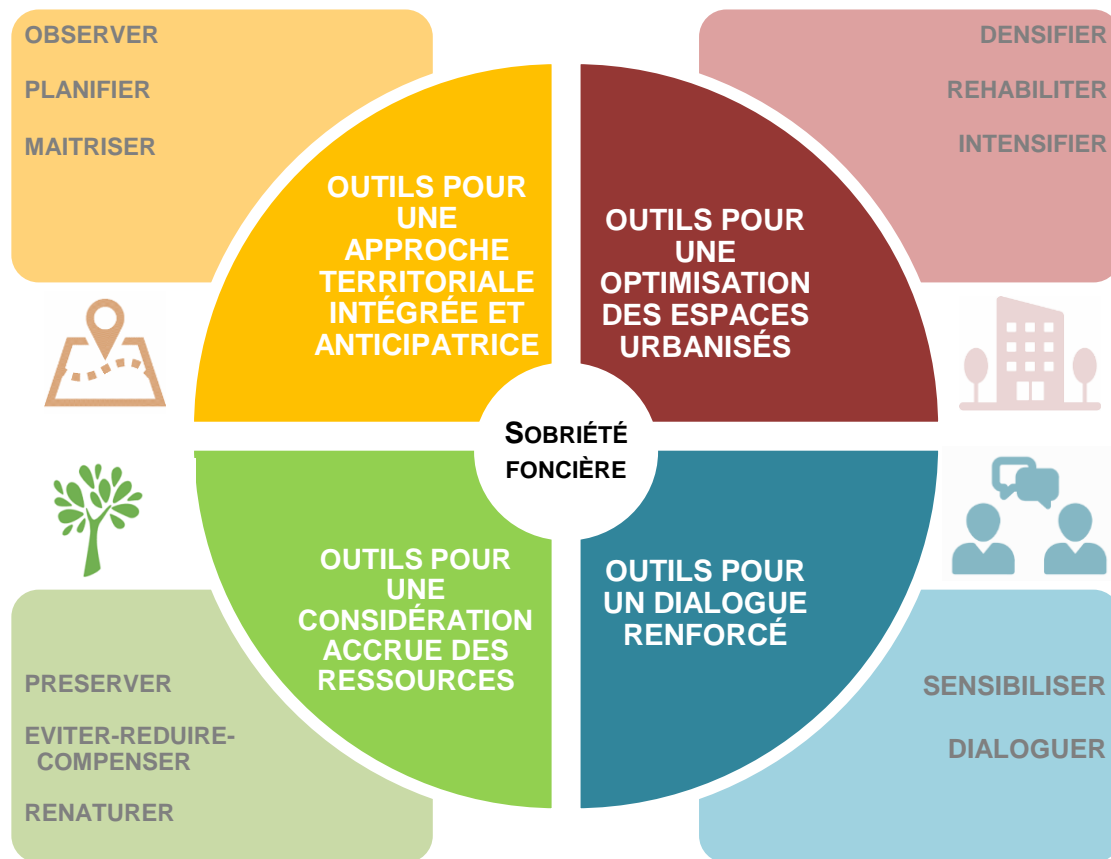 OBSERVER
PLANIFIER
MAITRISER
DENSIFIER
REHABILITER
INTENSIFIER
OUTILS POUR
UNE
APPROCHE
TERRITORIALE
INTÉGRÉE ET
ANTICIPATRICE
OUTILS POUR
UNE
OPTIMISATION
DES ESPACES
URBANISÉS
SOBRIÉTÉ
FONCIÈRE
OUTILS POUR
UNE
CONSIDÉRATION
ACCRUE DES
RESSOURCES
OUTILS POUR
UN DIALOGUE
RENFORCÉ
PRESERVER
EVITER-REDUIRE-
COMPENSER
RENATURER
SENSIBILISER
DIALOGUER